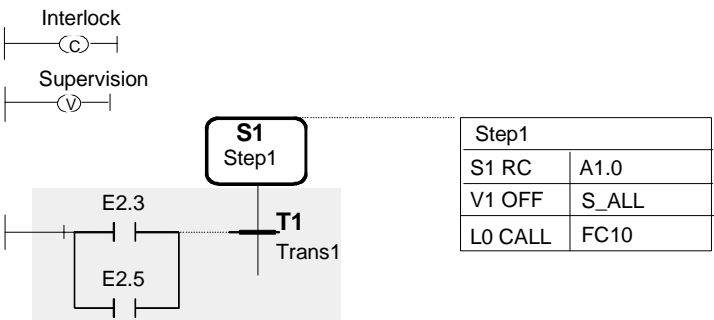 Interlock
C
Supervision
V
S1
Step1
Step1
S1 RC A1.0
V1 OFF S_ALL
L0 CALL FC10
E2.3
T1
Trans1
E2.5